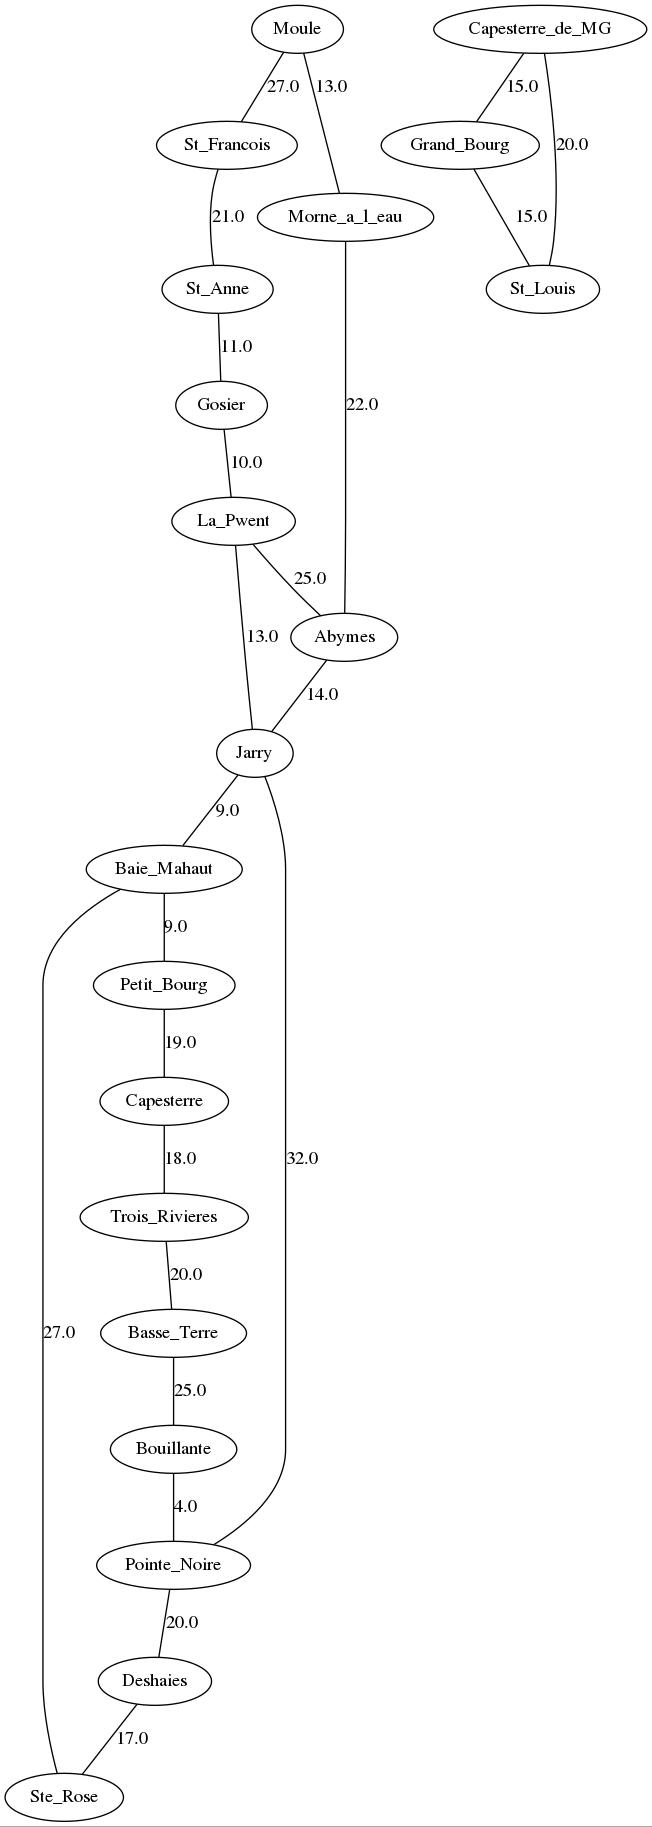 Moule
Capesterre_de_MG
27.0
13.0
15.0
St_Francois
Grand_Bourg
20.0
21.0
Morne_a_l_eau
15.0
St_Anne
St_Louis
11.0
Gosier
22.0
10.0
La_Pwent
25.0
13.0
Abymes
14.0
Jarry
9.0
Baie_Mahaut
9.0
Petit_Bourg
19.0
Capesterre
18.0
32.0
Trois_Rivieres
20.0
27.0
Basse_Terre
25.0
Bouillante
4.0
Pointe_Noire
20.0
Deshaies
17.0
Ste_Rose